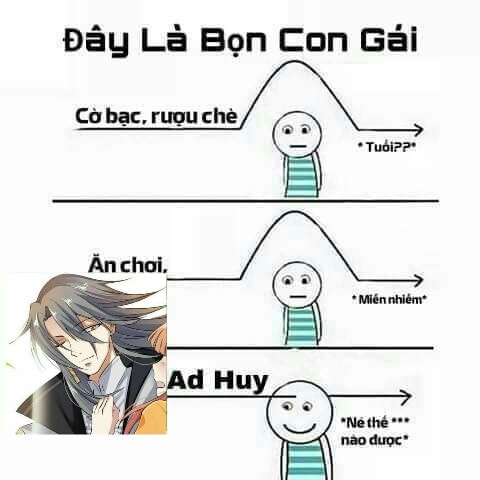 Đây Là Bọn Con Gái
Cờ bạc, rượu chè
* Tuổi??*
Ăn chơi,
* Miễn nhiễm*
Ad Huy
*Né thế ***
nào được*